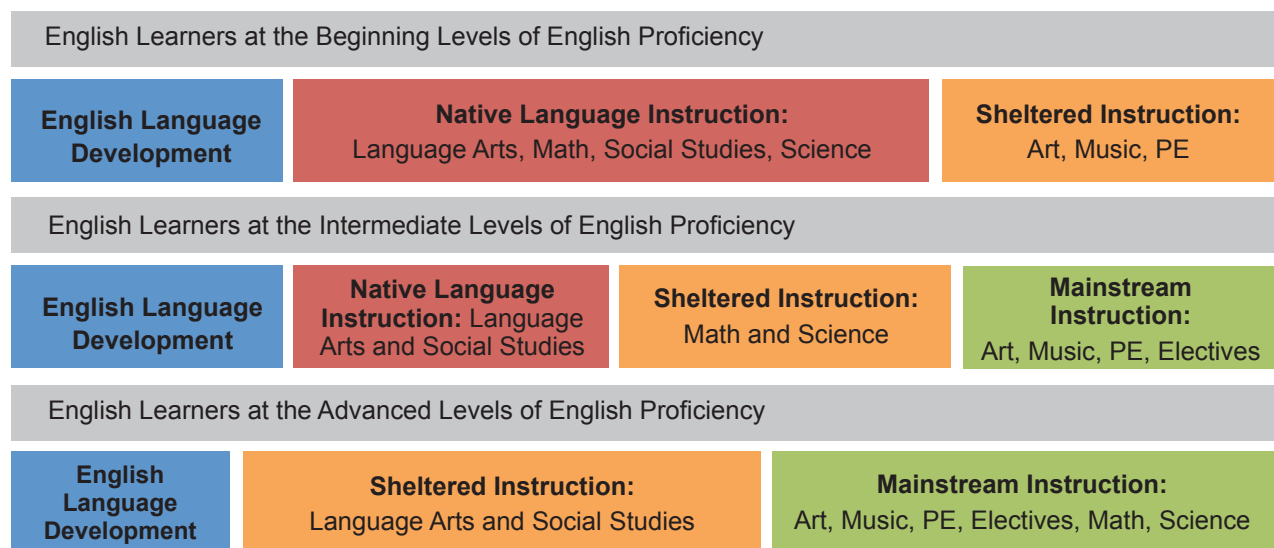 English Learners at the Beginning Levels of English Proficiency
English Language
Development
Native Language Instruction:
Language Arts, Math, Social Studies, Science
Sheltered Instruction:
Art, Music, PE
English Learners at the Intermediate Levels of English Proficiency
English Language
Development
Native Language
Instruction: Language
Arts and Social Studies
Sheltered Instruction:
Math and Science
Mainstream
Instruction:
Art, Music, PE, Electives
English Learners at the Advanced Levels of English Proficiency
English
Language
Development
Sheltered Instruction:
Language Arts and Social Studies
Mainstream Instruction:
Art, Music, PE, Electives, Math, Science